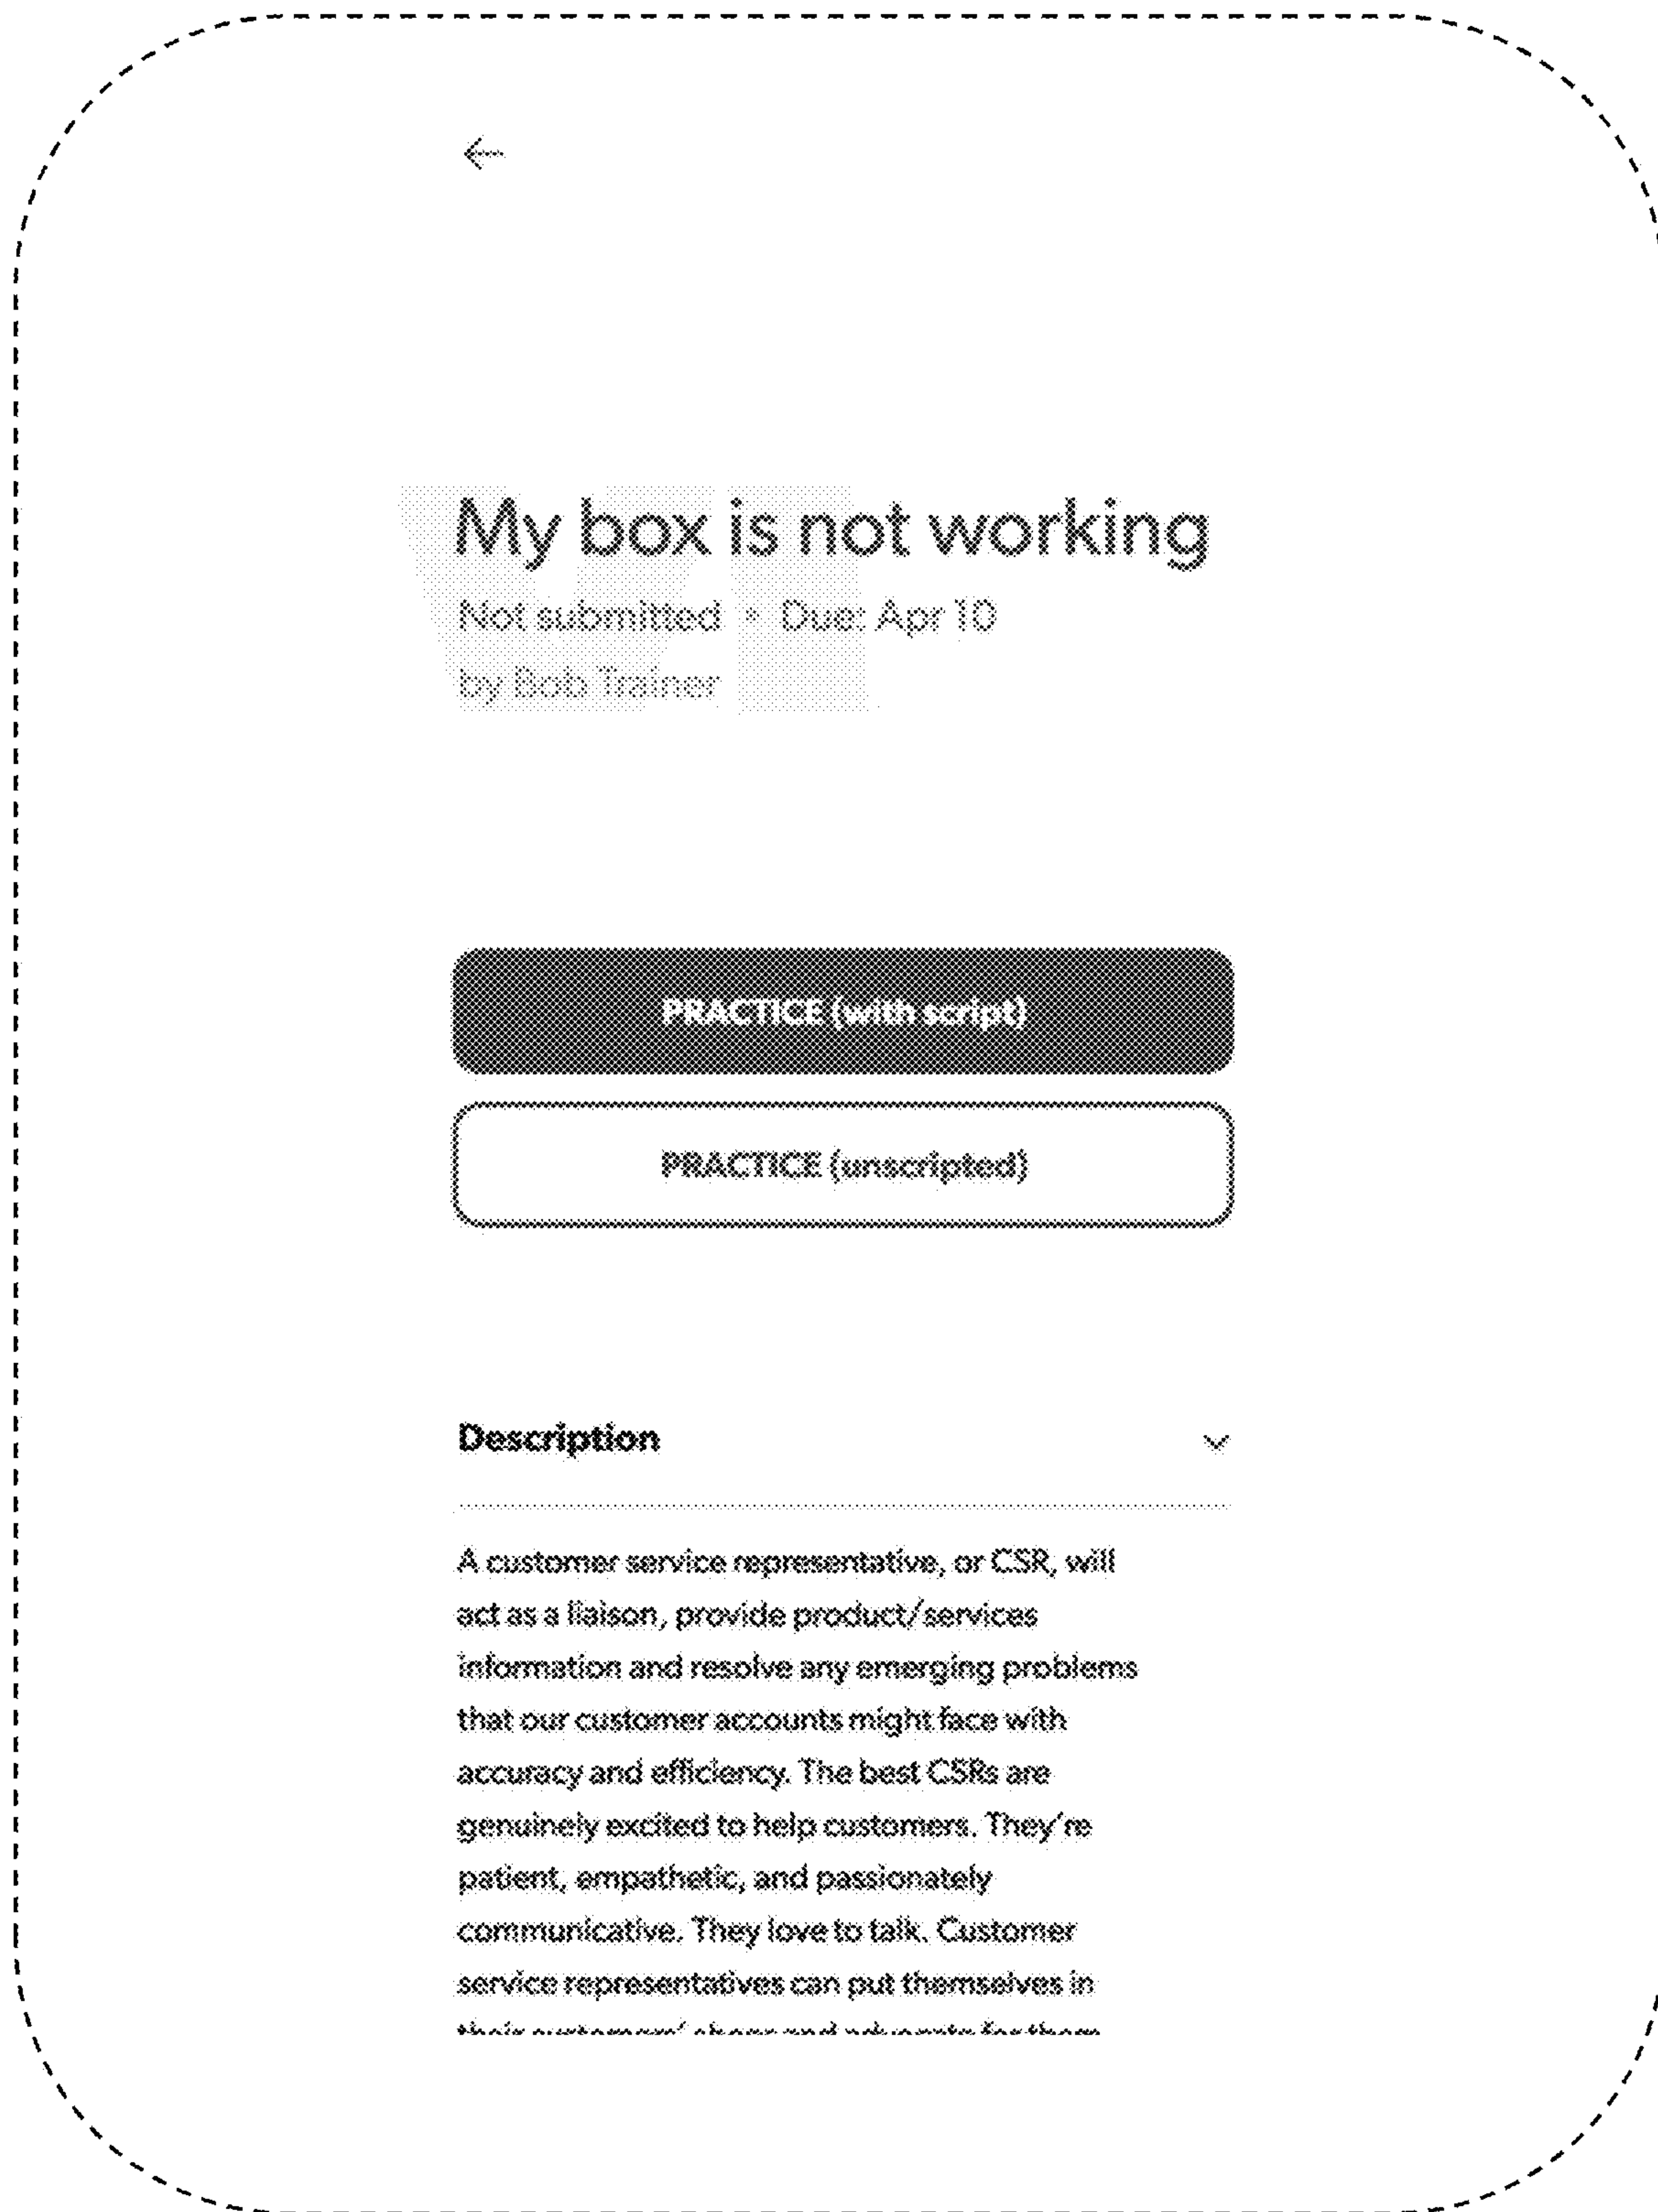 My box is not working
Not submitted • Due: Apr 10
by Bob Trainer
PRACTICE (with script)
PRACTICE (unscripted)
Description
A customer service representative, or CSR, will
act as a liaison, provide product/services
information and resolve any emerging problems
that our customer accounts might face with
accuracy and efficiency. The best CSRs are
genuinely excited to help customers. They're
patient, empathetic, and passionately
communicative. They love to talk. Customer
service representatives can put themselves in